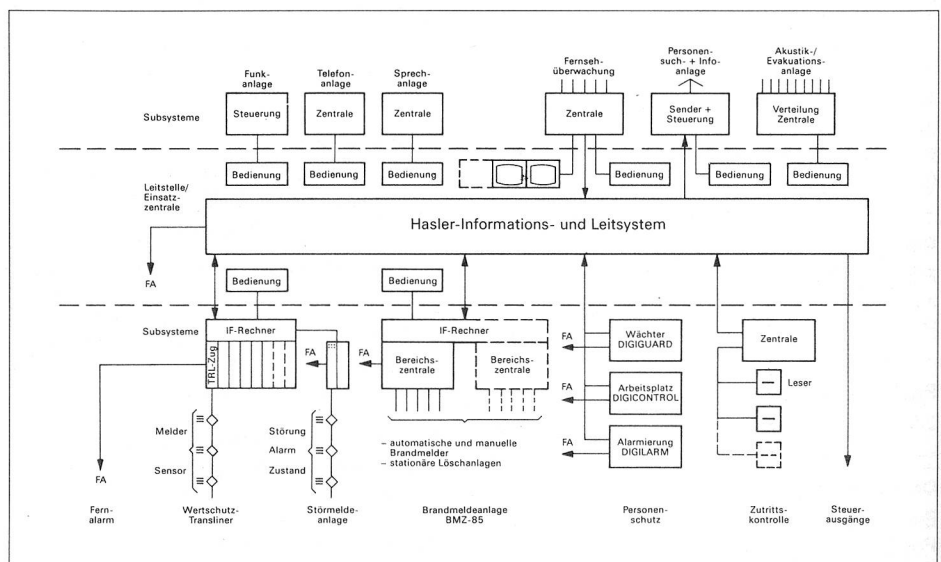 Funk-
anlage
Telefon-
anlage
Sprech-
anlage
Fernseh-
überwachung
Personen-
such- + Info-
anlage
Akustik-/
Evakuations-
anlage
Subsysteme
Steuerung
Zentrale
Zentrale
Zentrale
Sender +
Steuerung
Verteilung
Zentrale
Bedienung
Bedienung
Bedienung
Bedienung
Bedienung
Bedienung
Leitstelle/
Einsatz-
zentrale
Hasler-Informations- und Leitsystem
FA
Bedienung
Bedienung
Subsysteme
IF-Rechner
TRL-Zug
FA
FA
IF-Rechner
Bereichs-
zentrale
Bereichs-
zentrale
FA
Wächter
DIGIGUARD
Zentrale
FA
Arbeitsplatz
DIGICONTROL
Leser
FA
Alarmierung
DIGILARM
Melder
Sensor
Störung
Alarm
Zustand
– automatische und manuelle
Brandmelder
– stationäre Löschanlagen
FA
Fern-
alarm
Wertschutz-
Transliner
Störmelde-
anlage
Brandmeldeanlage
BMZ-85
Personen-
schutz
Zutritts-
kontrolle
Steuer-
ausgänge